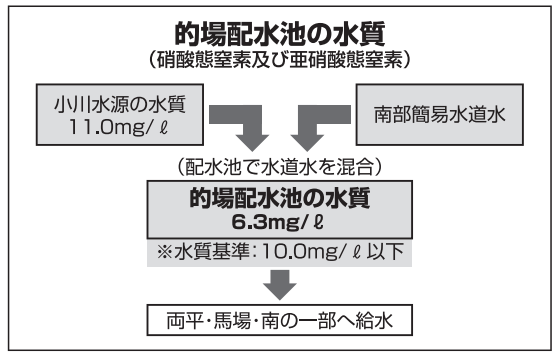 的場配水池の水質
(硝酸態窒素及び亜硝酸態窒素)
小川水源の水質
11.0mg/ℓ
南部簡易水道水
(配水池で水道水を混合)
的場配水池の水質
6.3mg/ℓ
※水質基準:10.0mg/ℓ以下
両平・馬場・南の一部へ給水